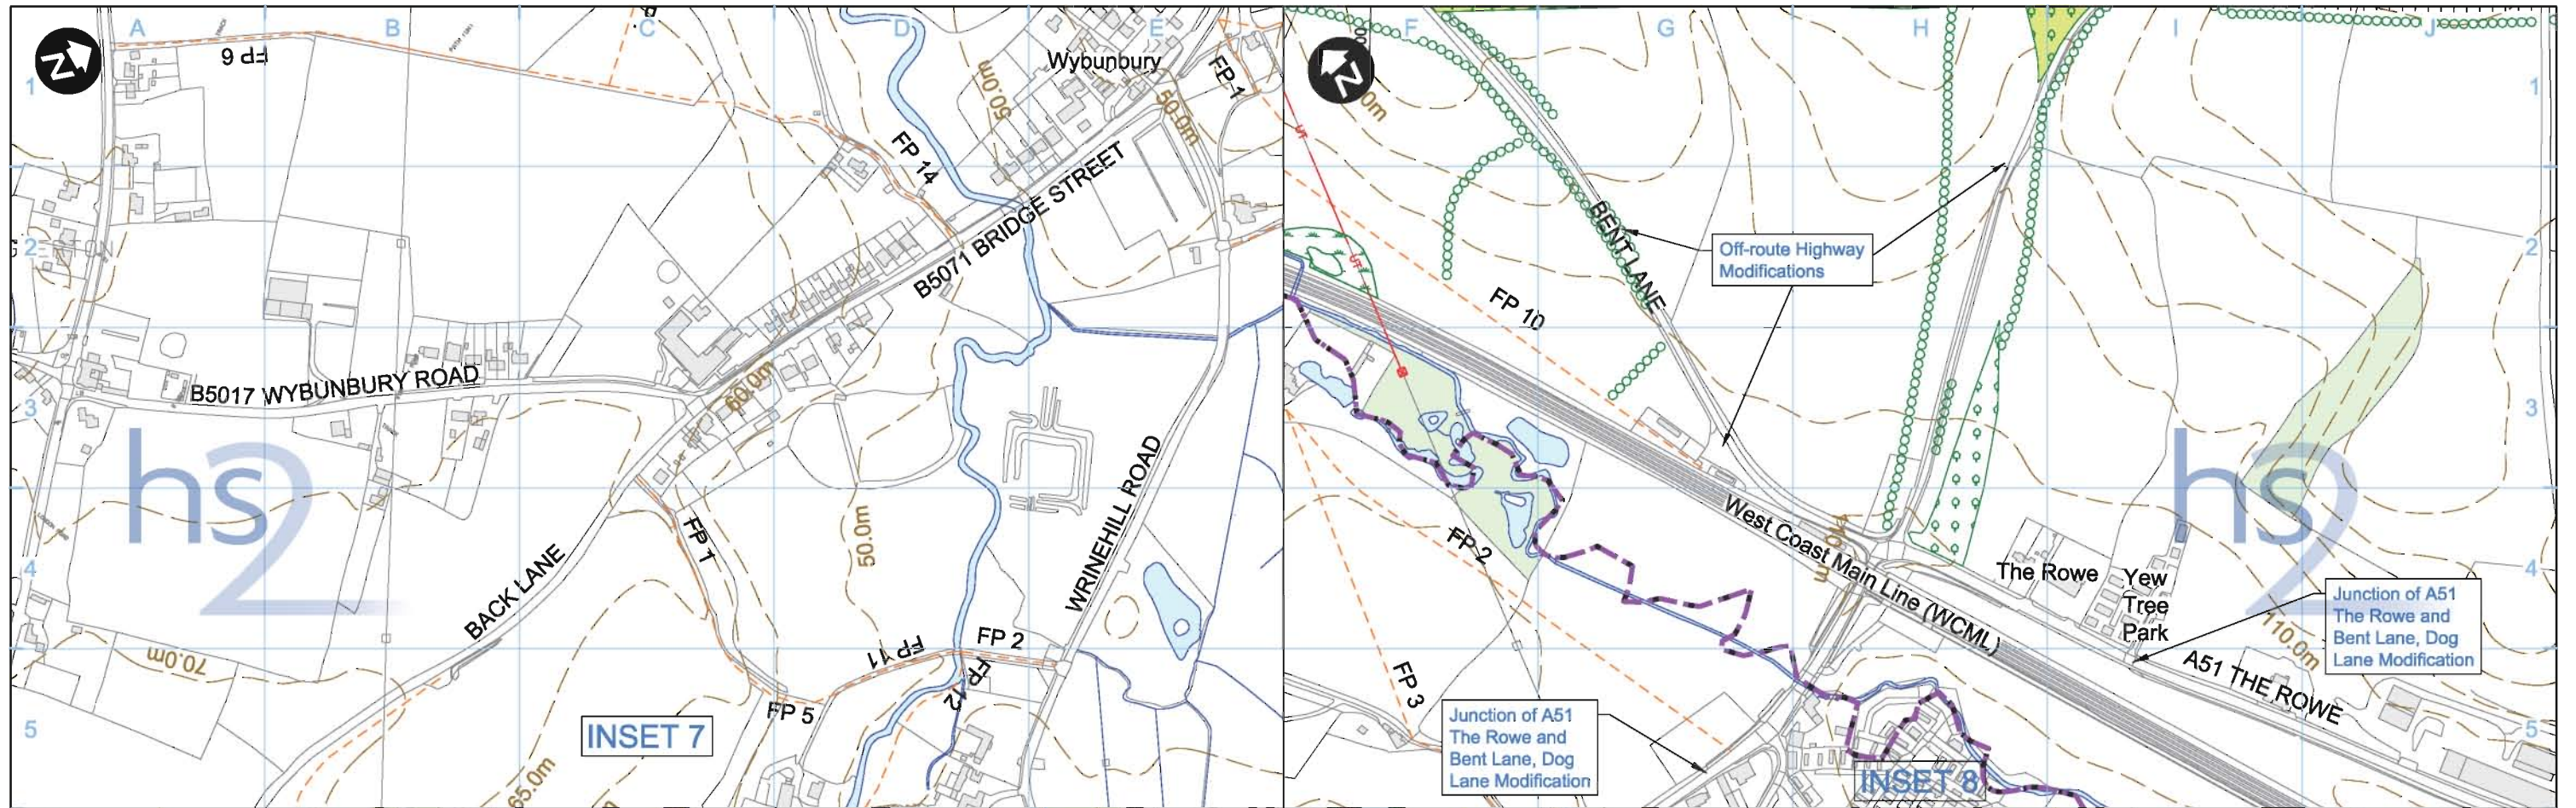 A
B
C
D
E
F
G
H
I
J
N
1
FP 6
50.0m
Wybunbury
FP 1
50.0m
FP 14
2
B5071 BRIDGE STREET
B5017 WYBUNBURY ROAD
60.0m
3
hs2
FP 1
50.0m
WRINEHILL ROAD
4
BACK LANE
70.0m
FP 11
FP 2
FP 12
FP 5
5
INSET 7
65.0m
N
UT
1
UT
BENT LANE
Off-route Highway
Modifications
2
FP 10
3
hs2
West Coast Main Line (WCML)
FP 2
The Rowe
Yew
Tree
Park
4
Junction of A51
The Rowe and
Bent Lane, Dog
Lane Modification
110.0m
A51 THE ROWE
FP 3
Junction of A51
The Rowe and
Bent Lane, Dog
Lane Modification
5
INSET 8